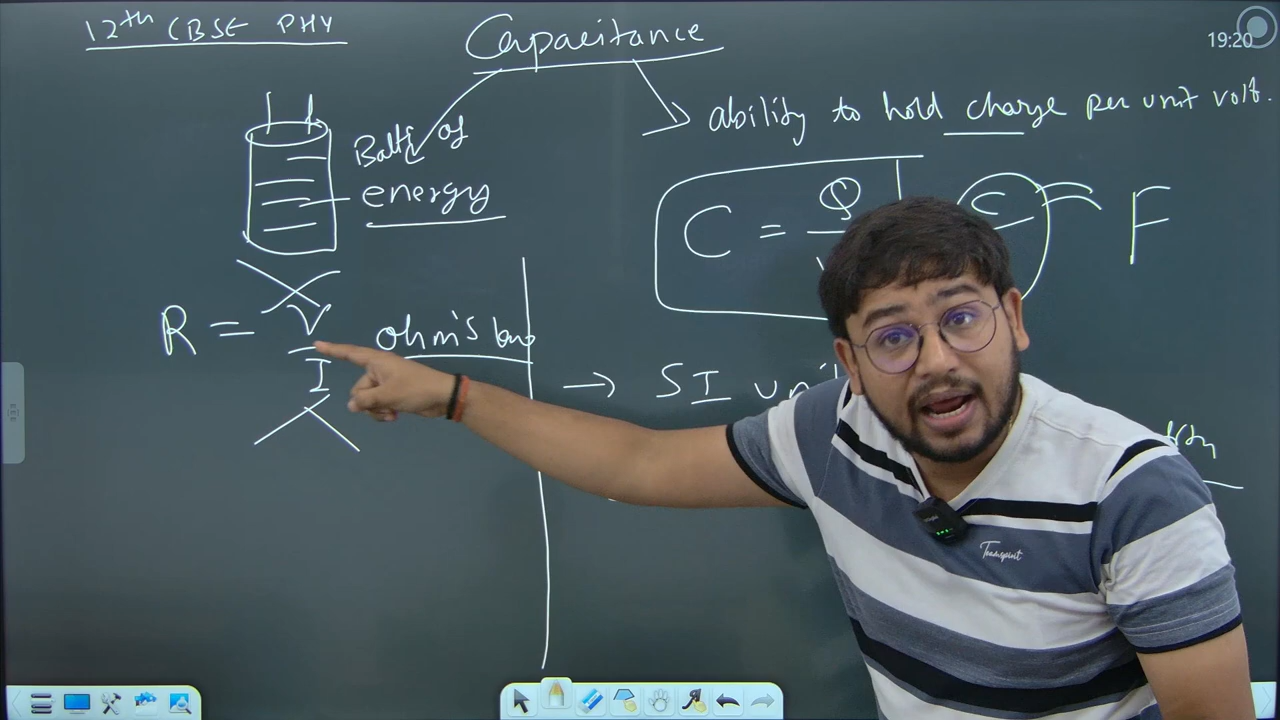 12th CBSE PHY
Capacitance
19:20
ability to hold charge per unit volt.
of
energy
C = Q
C
F
R = V
I
ohm's law
→ SI uni
Teamspirit